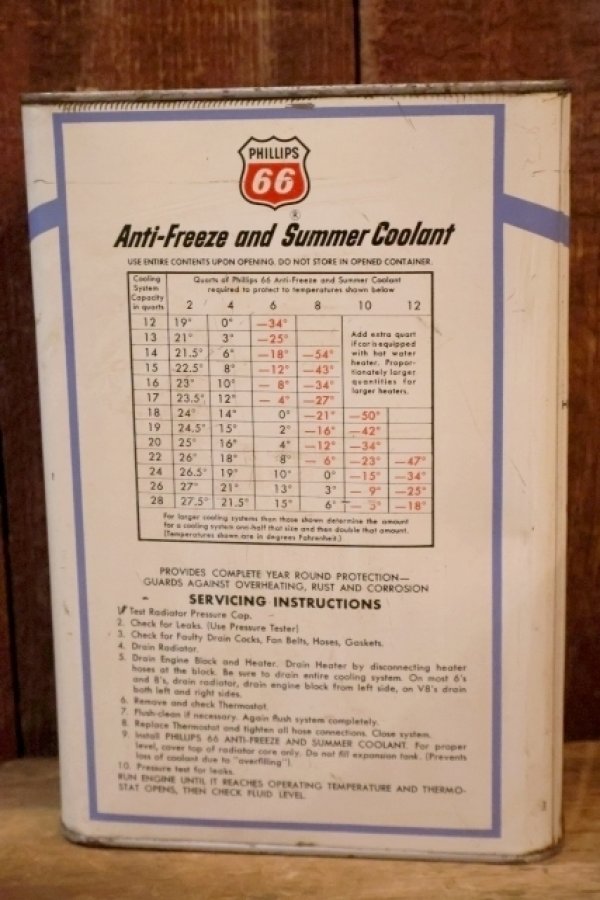 PHILLIPS
66
®
Anti-Freeze and Summer Coolant
USE ENTIRE CONTENTS UPON OPENING. DO NOT STORE IN OPENED CONTAINER.
Cooling System Capacity in quarts
Quarts of Phillips 66 Anti-Freeze and Summer Coolant
required to protect to temperatures shown below
2 4 6 8 10 12
12 19° 0° —34°
13 21° 3° —25°
14 21.5° 6° —18° —54°
15 22.5° 8° —12° —43°
16 23° 10° — 8° —34°
17 23.5° 12° — 4° —27°
Add extra quart
if car is equipped
with hot water
heater. Propor-
tionately larger
quantities for
larger heaters.
18 24° 14° 0° —21° —50°
19 24.5° 15° 2° —16° —42°
20 25° 16° 4° —12° —34°
22 26° 18° 8° — 6° —23° —47°
24 26.5° 19° 10° 0° —15° —34°
26 27° 21° 13° 3° — 9° —25°
28 27.5° 21.5° 15° 6° — 3° —18°
For larger cooling systems than those shown determine the amount
for a cooling system one-half that size and then double that amount.
(Temperatures shown are in degrees Fahrenheit.)
PROVIDES COMPLETE YEAR ROUND PROTECTION—
GUARDS AGAINST OVERHEATING, RUST AND CORROSION
SERVICING INSTRUCTIONS
1. Test Radiator Pressure Cap.
2. Check for Leaks. (Use Pressure Tester)
3. Check for Faulty Drain Cocks, Fan Belts, Hoses, Gaskets.
4. Drain Radiator.
5. Drain Engine Block and Heater. Drain Heater by disconnecting heater
hoses at the block. Be sure to drain entire cooling system. On most 6's
and 8's, drain radiator, drain engine block from left side, on V8's drain
both left and right sides.
6. Remove and check Thermostat.
7. Flush-clean if necessary. Again flush system completely.
8. Replace Thermostat and tighten all hose connections. Close system.
9. Install PHILLIPS 66 ANTI-FREEZE AND SUMMER COOLANT. For proper
level, cover top of radiator core only. Do not fill expansion tank. (Prevents
loss of coolant due to "overfilling").
10. Pressure test for leaks.
RUN ENGINE UNTIL IT REACHES OPERATING TEMPERATURE AND THERMO-
STAT OPENS, THEN CHECK FLUID LEVEL.